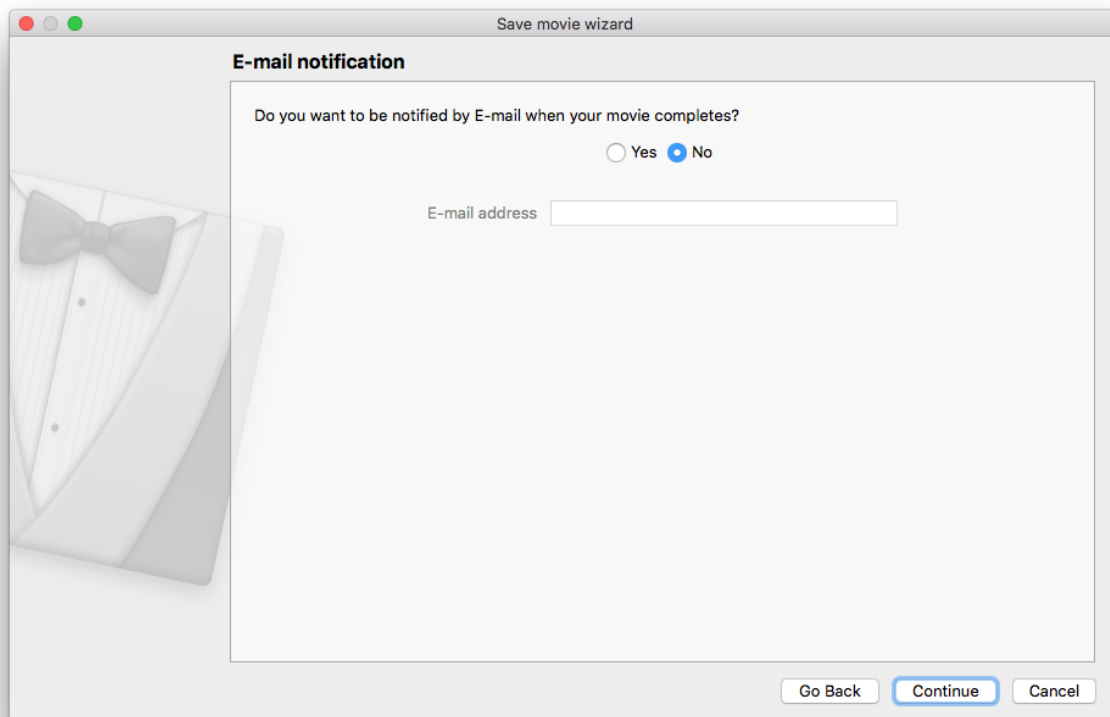 Save movie wizard
E-mail notification
Do you want to be notified by E-mail when your movie completes?
Yes No
E-mail address
Go Back Continue Cancel